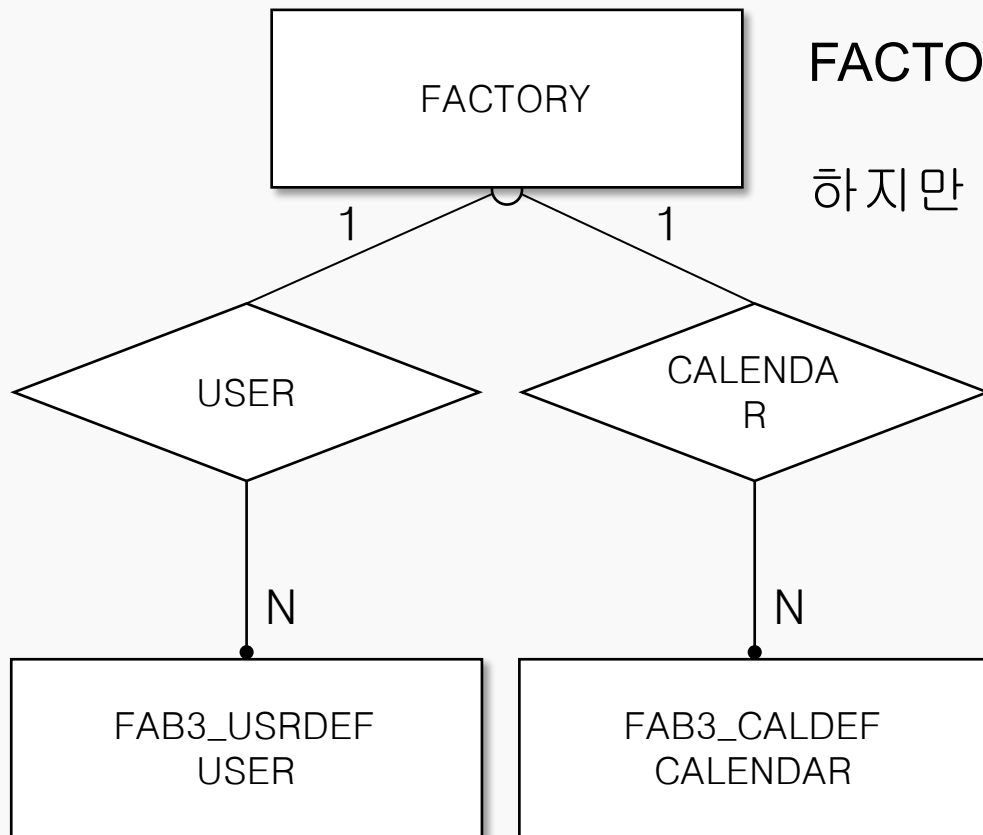 FACTORY
FACTO
하지만
1
1
USER
CALENDA
R
N
N
FAB3_USRDEF
USER
FAB3_CALDEF
CALENDAR